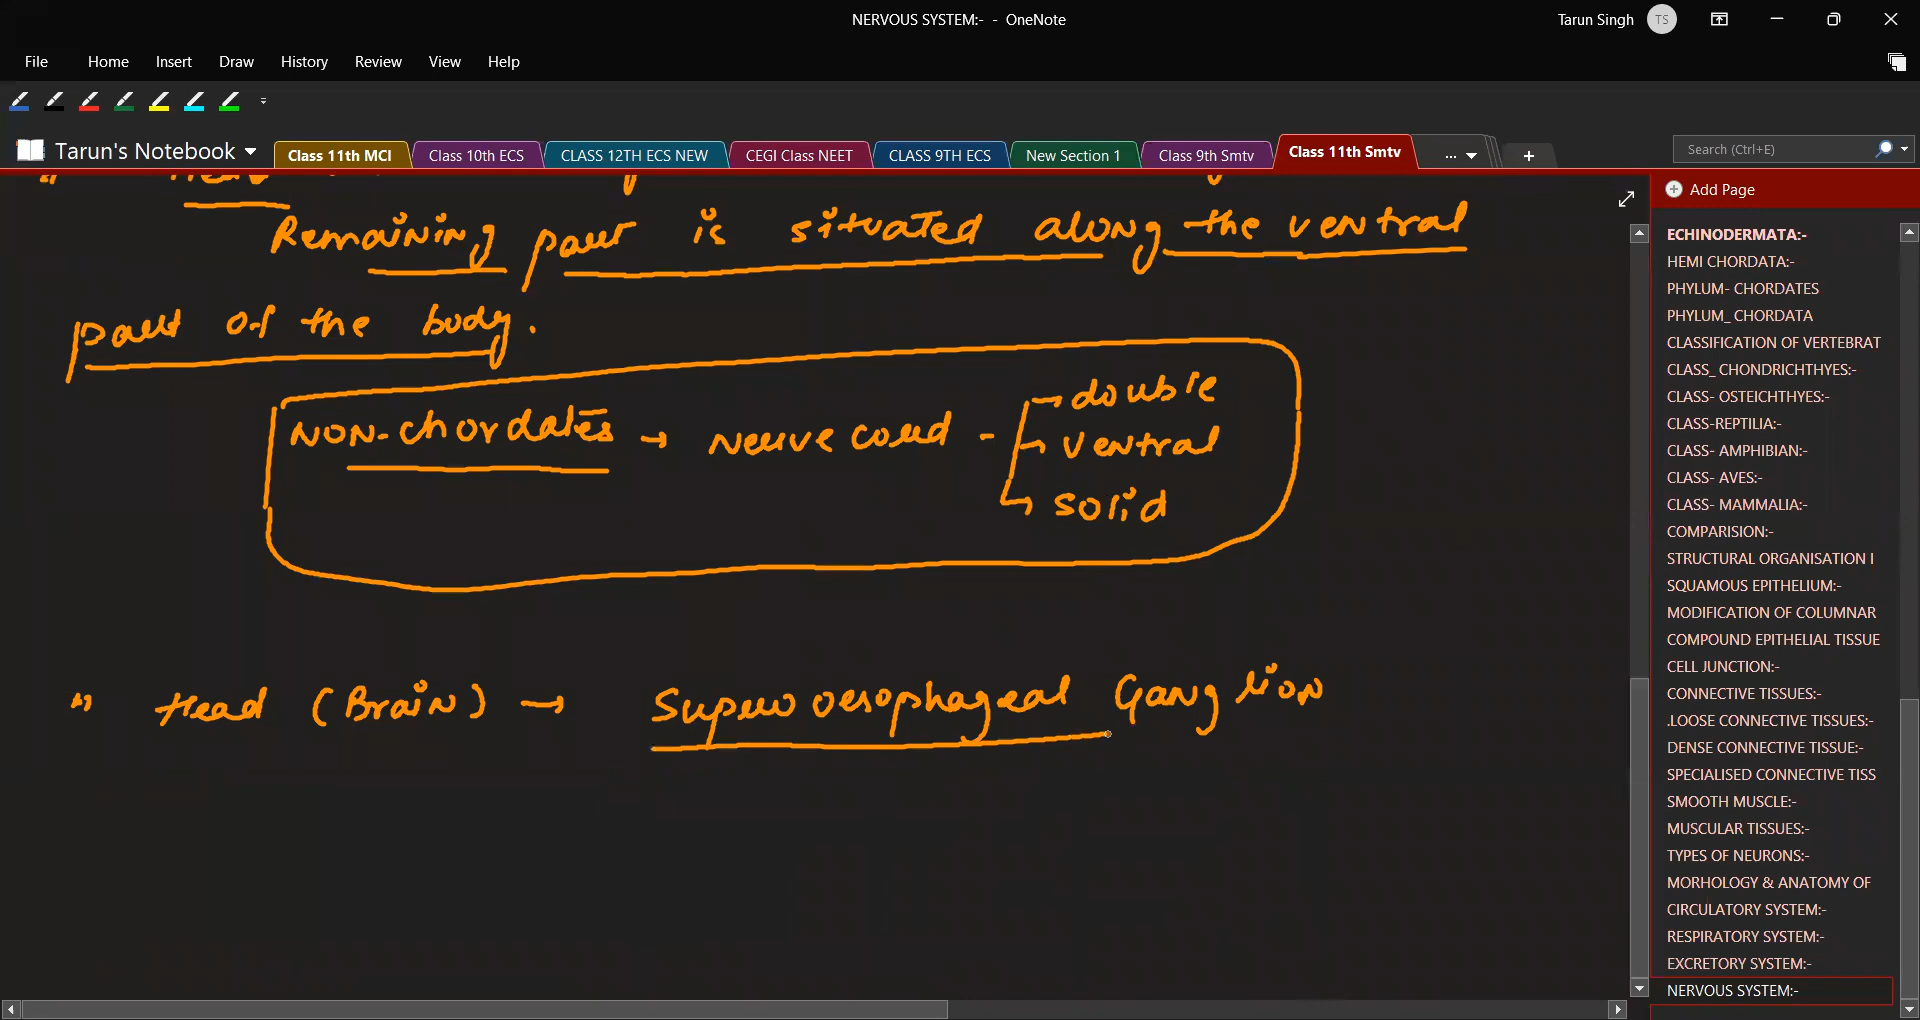 NERVOUS SYSTEM:- - OneNote
Tarun Singh TS
File Home Insert Draw History Review View Help
Tarun's Notebook Class 11th MCI Class 10th ECS CLASS 12TH ECS NEW CEGI Class NEET CLASS 9TH ECS New Section 1 Class 9th Smtv Class 11th Smtv ... + Search (Ctrl+E)
Add Page
Remaining part is situated along the ventral
part of the body.
Non-chordates → Nerve cord - double
ventral
solid
" Head (Brain) → Supra oesophageal Ganglion
ECHINODERMATA:-
HEMI CHORDATA:-
PHYLUM- CHORDATES
PHYLUM_ CHORDATA
CLASSIFICATION OF VERTEBRAT
CLASS_ CHONDRICHTHYES:-
CLASS- OSTEICHTHYES:-
CLASS-REPTILIA:-
CLASS- AMPHIBIAN:-
CLASS- AVES:-
CLASS- MAMMALIA:-
COMPARISION:-
STRUCTURAL ORGANISATION I
SQUAMOUS EPITHELIUM:-
MODIFICATION OF COLUMNAR
COMPOUND EPITHELIAL TISSUE
CELL JUNCTION:-
CONNECTIVE TISSUES:-
.LOOSE CONNECTIVE TISSUES:-
DENSE CONNECTIVE TISSUE:-
SPECIALISED CONNECTIVE TISS
SMOOTH MUSCLE:-
MUSCULAR TISSUES:-
TYPES OF NEURONS:-
MORHOLOGY & ANATOMY OF
CIRCULATORY SYSTEM:-
RESPIRATORY SYSTEM:-
EXCRETORY SYSTEM:-
NERVOUS SYSTEM:-